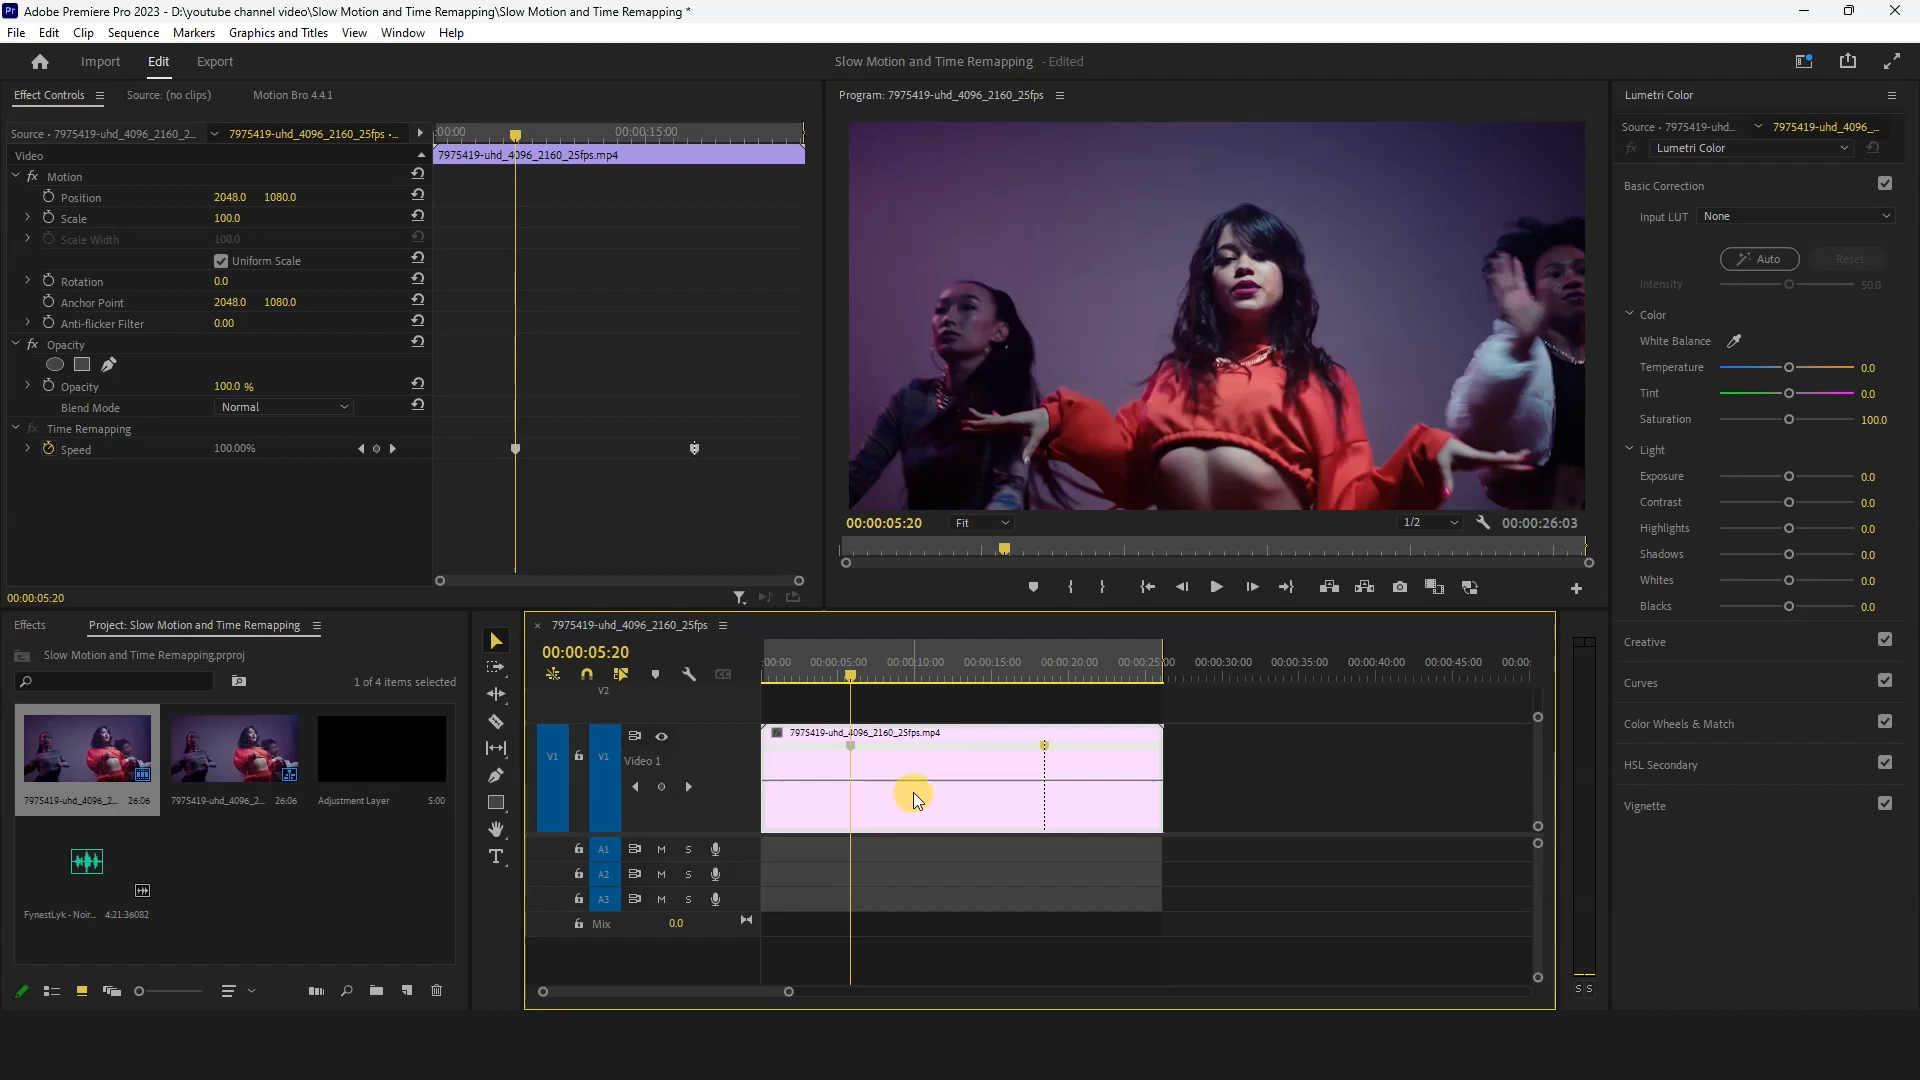 Pr Adobe Premiere Pro 2023 - D:\youtube channel video\Slow Motion and Time Remapping\Slow Motion and Time Remapping *
File Edit Clip Sequence Markers Graphics and Titles View Window Help
Import Edit Export Slow Motion and Time Remapping - Edited
Effect Controls Source: (no clips) Motion Bro 4.4.1
Source • 7975419-uhd_4096_2160_2... 7975419-uhd_4096_2160_25fps •...
:00:00 00:00:15:00
Video
7975419-uhd_4096_2160_25fps.mp4
fx Motion
Position 2048.0 1080.0
Scale 100.0
Scale Width 100.0
Uniform Scale
Rotation 0.0
Anchor Point 2048.0 1080.0
Anti-flicker Filter 0.00
fx Opacity
Opacity 100.0 %
Blend Mode Normal
fx Time Remapping
Speed 100.00%
00:00:05:20
Program: 7975419-uhd_4096_2160_25fps
00:00:05:20 Fit 1/2 00:00:26:03
Lumetri Color
Source • 7975419-uhd... 7975419-uhd_4096_...
fx Lumetri Color
Basic Correction
Input LUT None
Auto Reset
Intensity 50.0
Color
White Balance
Temperature 0.0
Tint 0.0
Saturation 100.0
Light
Exposure 0.0
Contrast 0.0
Highlights 0.0
Shadows 0.0
Whites 0.0
Blacks 0.0
Creative
Curves
Color Wheels & Match
HSL Secondary
Vignette
Effects Project: Slow Motion and Time Remapping
Slow Motion and Time Remapping.prproj
1 of 4 items selected
7975419-uhd_4096_2... 26:06
7975419-uhd_4096_2... 26:06
Adjustment Layer 5:00
FynestLyk - Noir... 4:21:36082
× 7975419-uhd_4096_2160_25fps
00:00:05:20
:00:00 00:00:05:00 00:00:10:00 00:00:15:00 00:00:20:00 00:00:25:00 00:00:30:00 00:00:35:00 00:00:40:00 00:00:45:00 00:00:
V2
fx 7975419-uhd_4096_2160_25fps.mp4
V1 V1 Video 1
A1 M S
A2 M S
A3 M S
Mix 0.0
S S